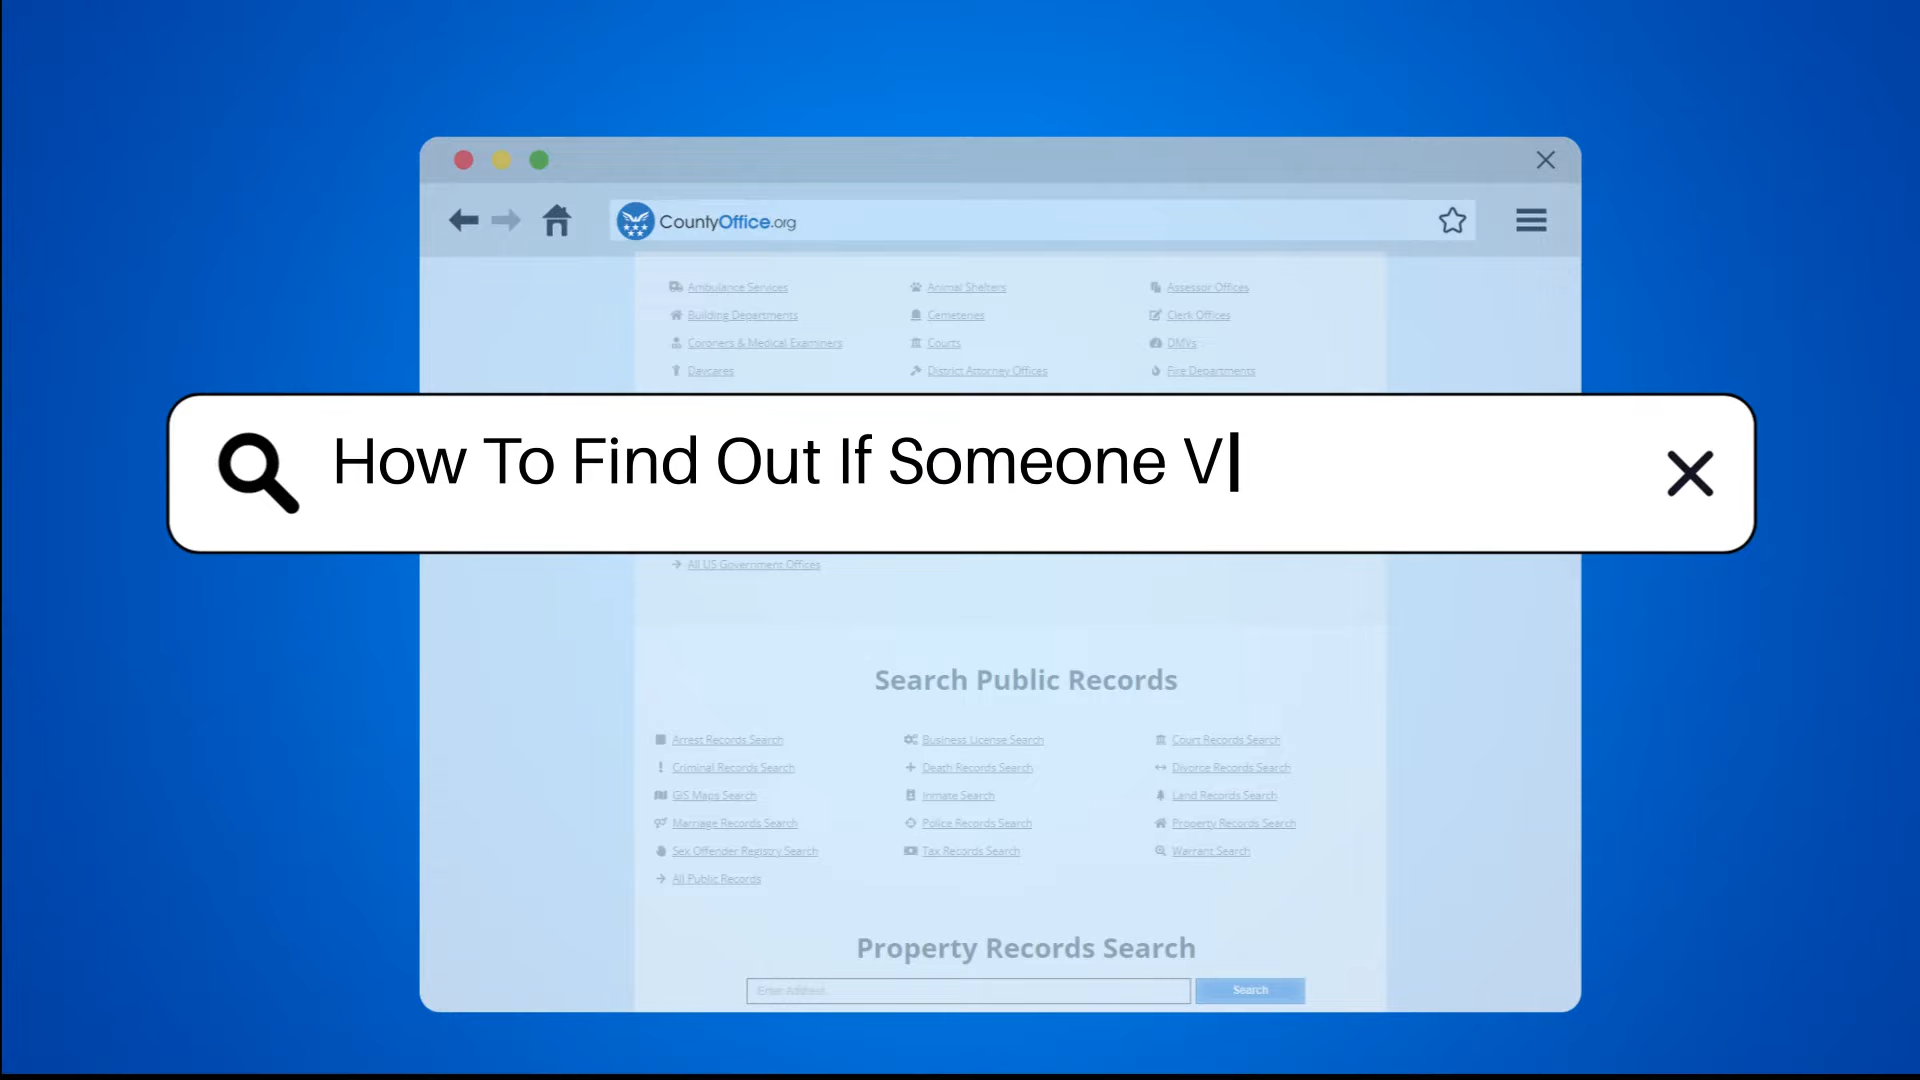 CountyOffice.org
Ambulance Services Animal Shelters Assessor Offices
Building Departments Cemeteries Clerk Offices
Coroners & Medical Examiners Courts DMVs
Daycares District Attorney Offices Fire Departments
How To Find Out If Someone V
All US Government Offices
Search Public Records
Arrest Records Search Business License Search Court Records Search
Criminal Records Search Death Records Search Divorce Records Search
GIS Maps Search Inmate Search Land Records Search
Marriage Records Search Police Records Search Property Records Search
Sex Offender Registry Search Tax Records Search Warrant Search
All Public Records
Property Records Search
Enter Address Search